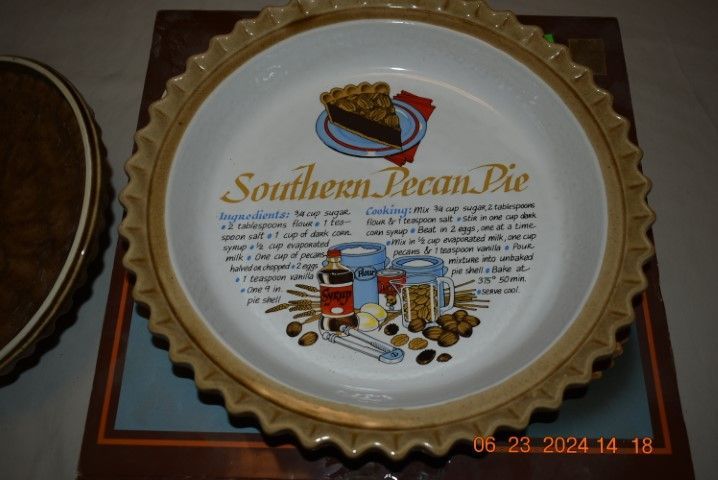 Southern Pecan Pie
Ingredients: ¾ cup sugar
• 2 tablespoons flour • 1 tea-
spoon salt • 1 cup of dark corn
syrup • ½ cup evaporated
milk • One cup of pecans
halved or chopped • 2 eggs
• 1 teaspoon vanilla
• One 9 in.
pie shell
Cooking: Mix ¾ cup sugar, 2 tablespoons
flour & 1 teaspoon salt • Stir in one cup dark
corn syrup • Beat in 2 eggs, one at a time
• Mix in ½ cup evaporated milk, one cup
pecans & 1 teaspoon vanilla • Pour
mixture into unbaked
pie shell • Bake at
375° 50 min.
• serve cool.
Flour
Syrup
06 23 2024 14 18